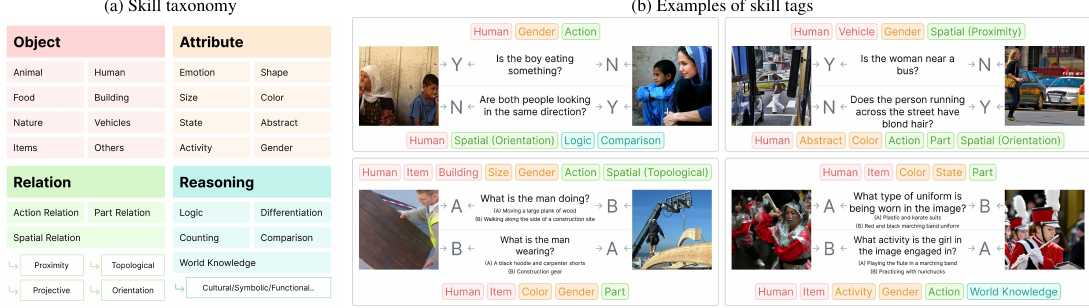 (a) Skill taxonomy
Object
Animal
Human
Food
Building
Nature
Vehicles
Items
Others
Attribute
Emotion
Shape
Size
Color
State
Abstract
Activity
Gender
Relation
Action Relation
Part Relation
Spatial Relation
Proximity
Topological
Projective
Orientation
Reasoning
Logic
Differentiation
Counting
Comparison
World Knowledge
Cultural/Symbolic/Functional..
(b) Examples of skill tags
Human Gender Action
Y
Is the boy eating
something?
N
N
Are both people looking
in the same direction?
Y
Human Spatial (Orientation) Logic Comparison
Human Vehicle Gender Spatial (Proximity)
Y
Is the woman near a
bus?
N
N
Does the person running
across the street have
blond hair?
Y
Human Abstract Color Action Part Spatial (Orientation)
Human Item Building Size Gender Action Spatial (Topological)
A
What is the man doing?
(A) Moving a large plank of wood
(B) Walking along the side of a construction site
B
B
What is the man
wearing?
(A) A black hoodie and carpenter shorts
(B) Construction gear
A
Human Item Color Gender Part
Human Item Color State Part
A
What type of uniform is
being worn in the image?
(A) Plastic and karate suits
(B) Red and black marching band uniform
B
B
What activity is the girl in
the image engaged in?
(A) Playing the flute in a marching band
(B) Practicing with nunchucks
A
Human Item Activity Gender Action World Knowledge